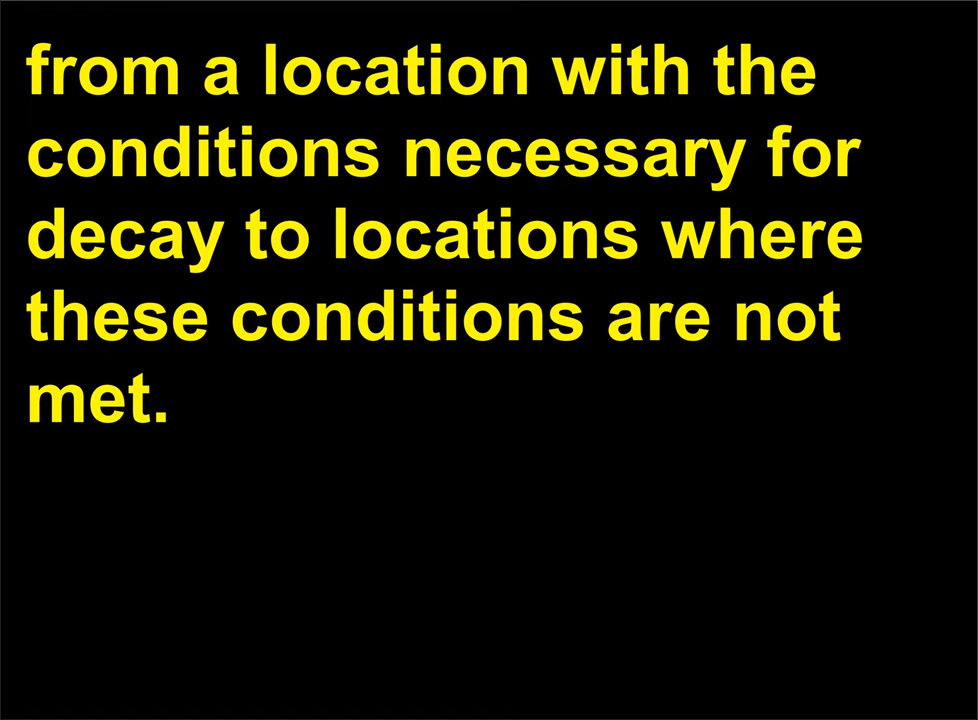 from a location with the
conditions necessary for
decay to locations where
these conditions are not
met.